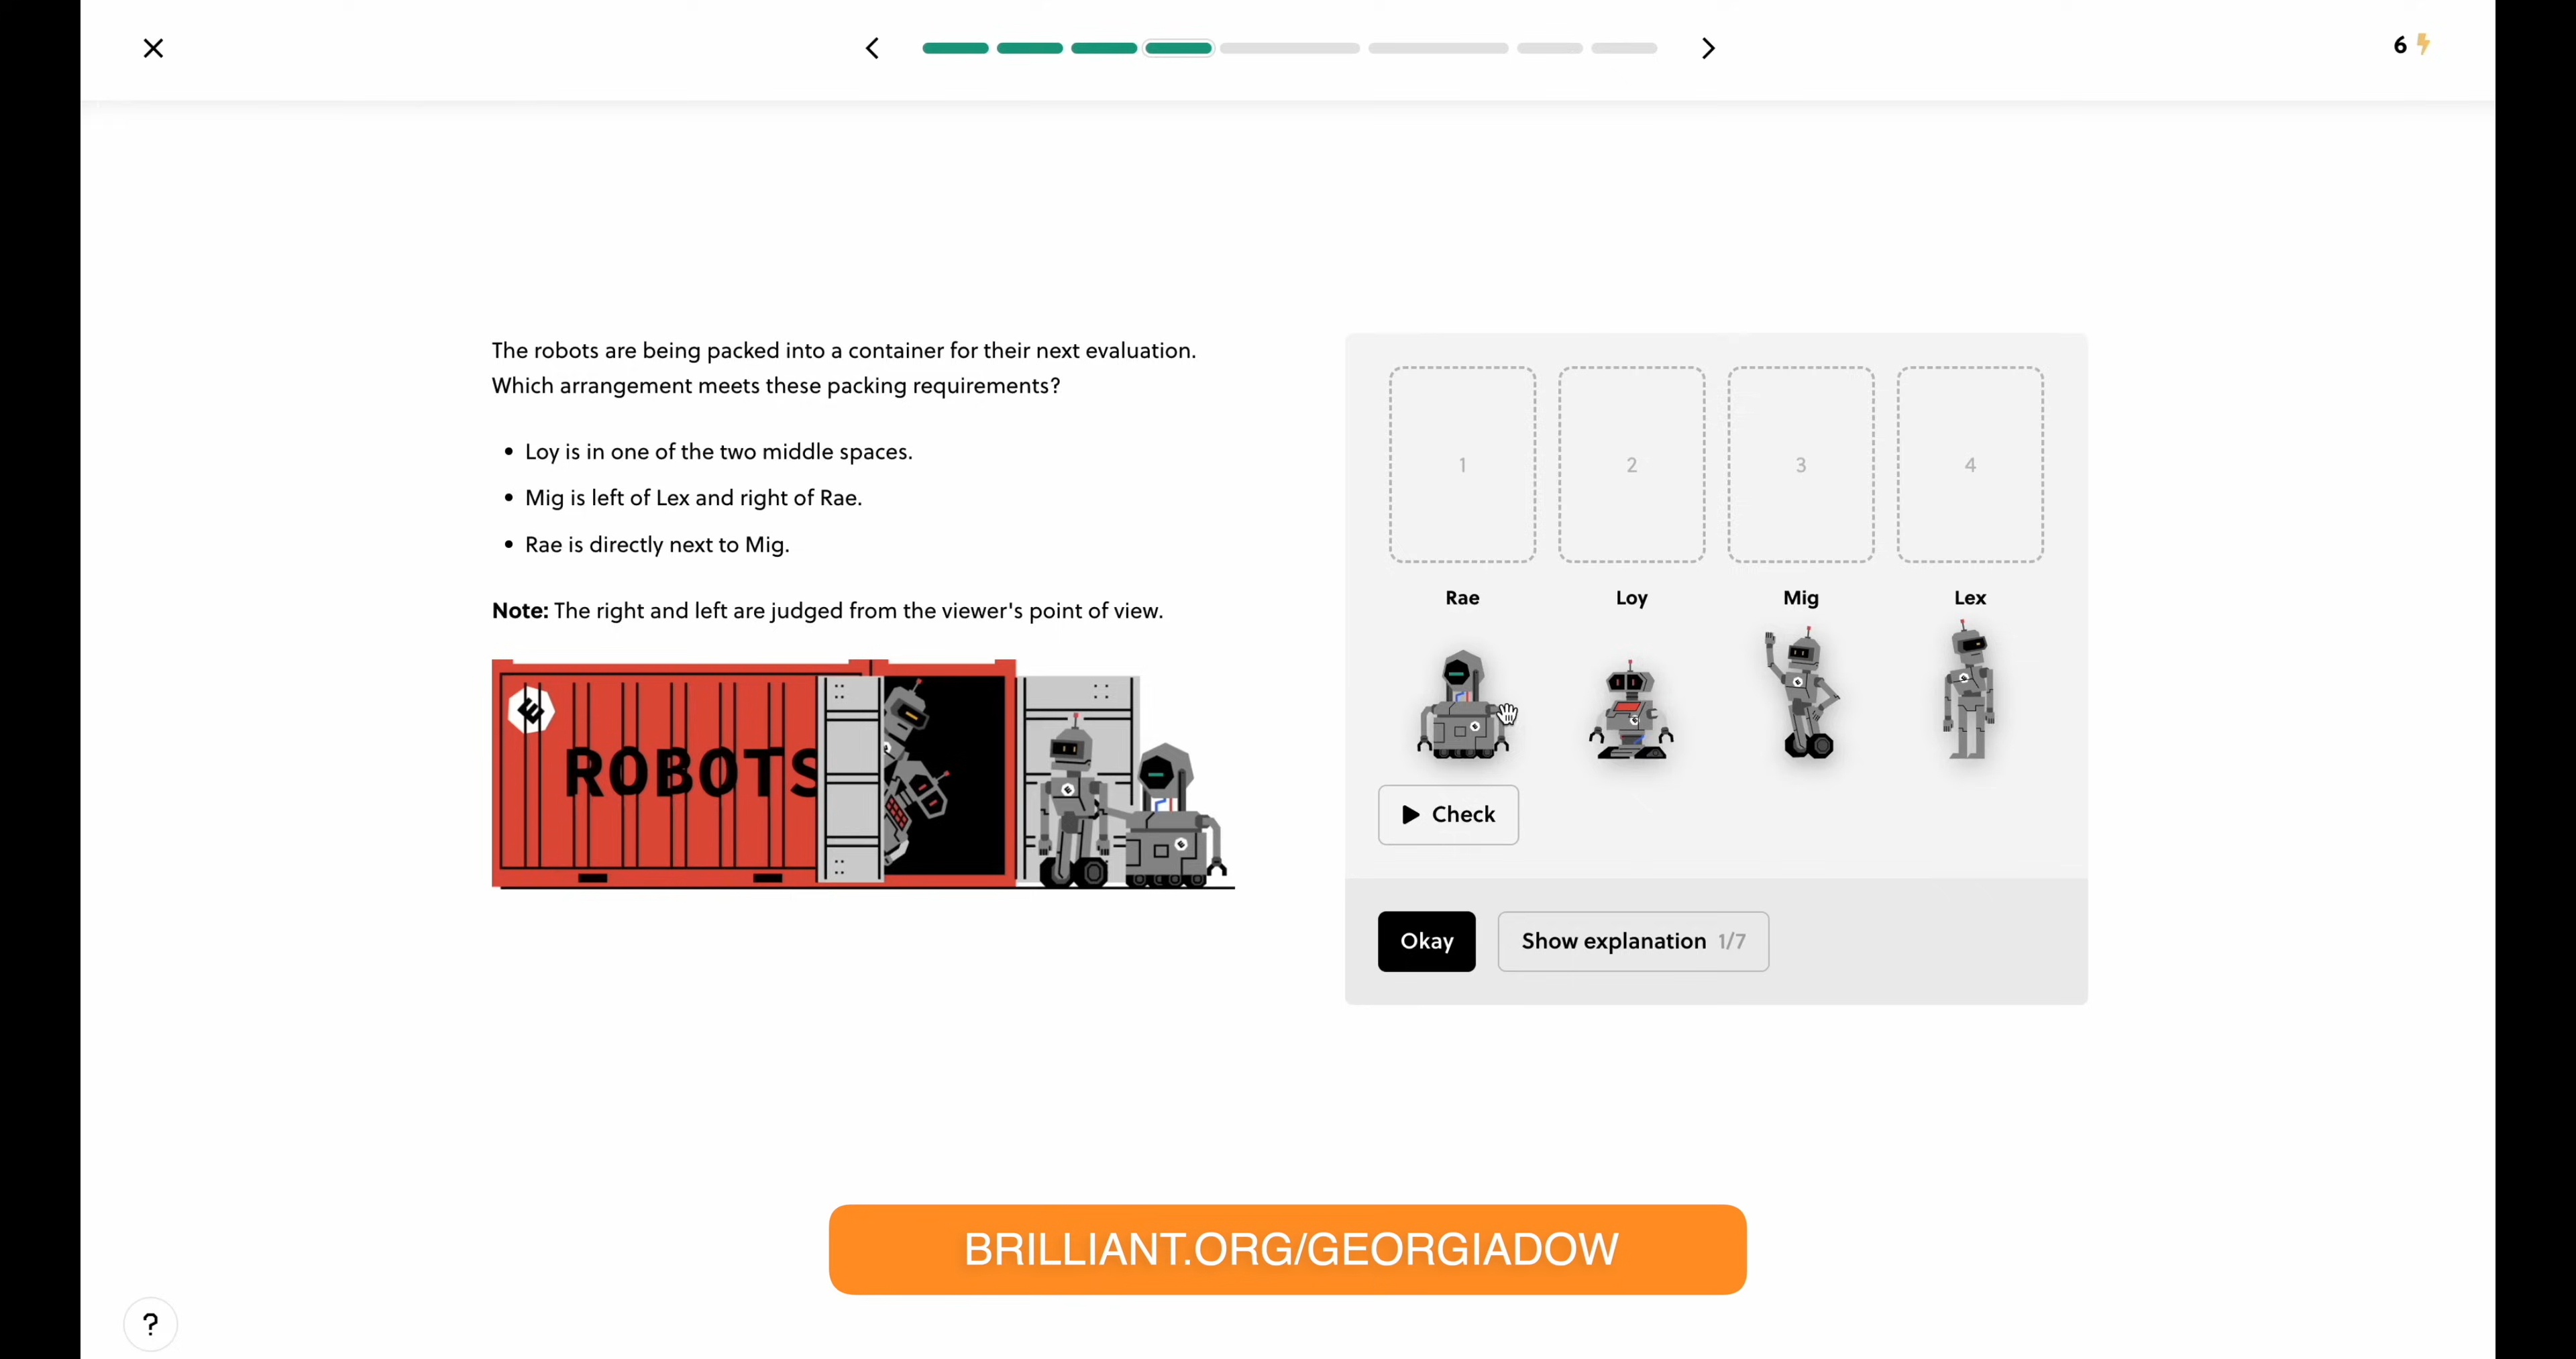 6
The robots are being packed into a container for their next evaluation.
Which arrangement meets these packing requirements?
• Loy is in one of the two middle spaces.
• Mig is left of Lex and right of Rae.
• Rae is directly next to Mig.
Note: The right and left are judged from the viewer's point of view.
E
ROBOTS
1 2 3 4
Rae Loy Mig Lex
Check
Okay
Show explanation 1/7
BRILLIANT.ORG/GEORGIADOW
?